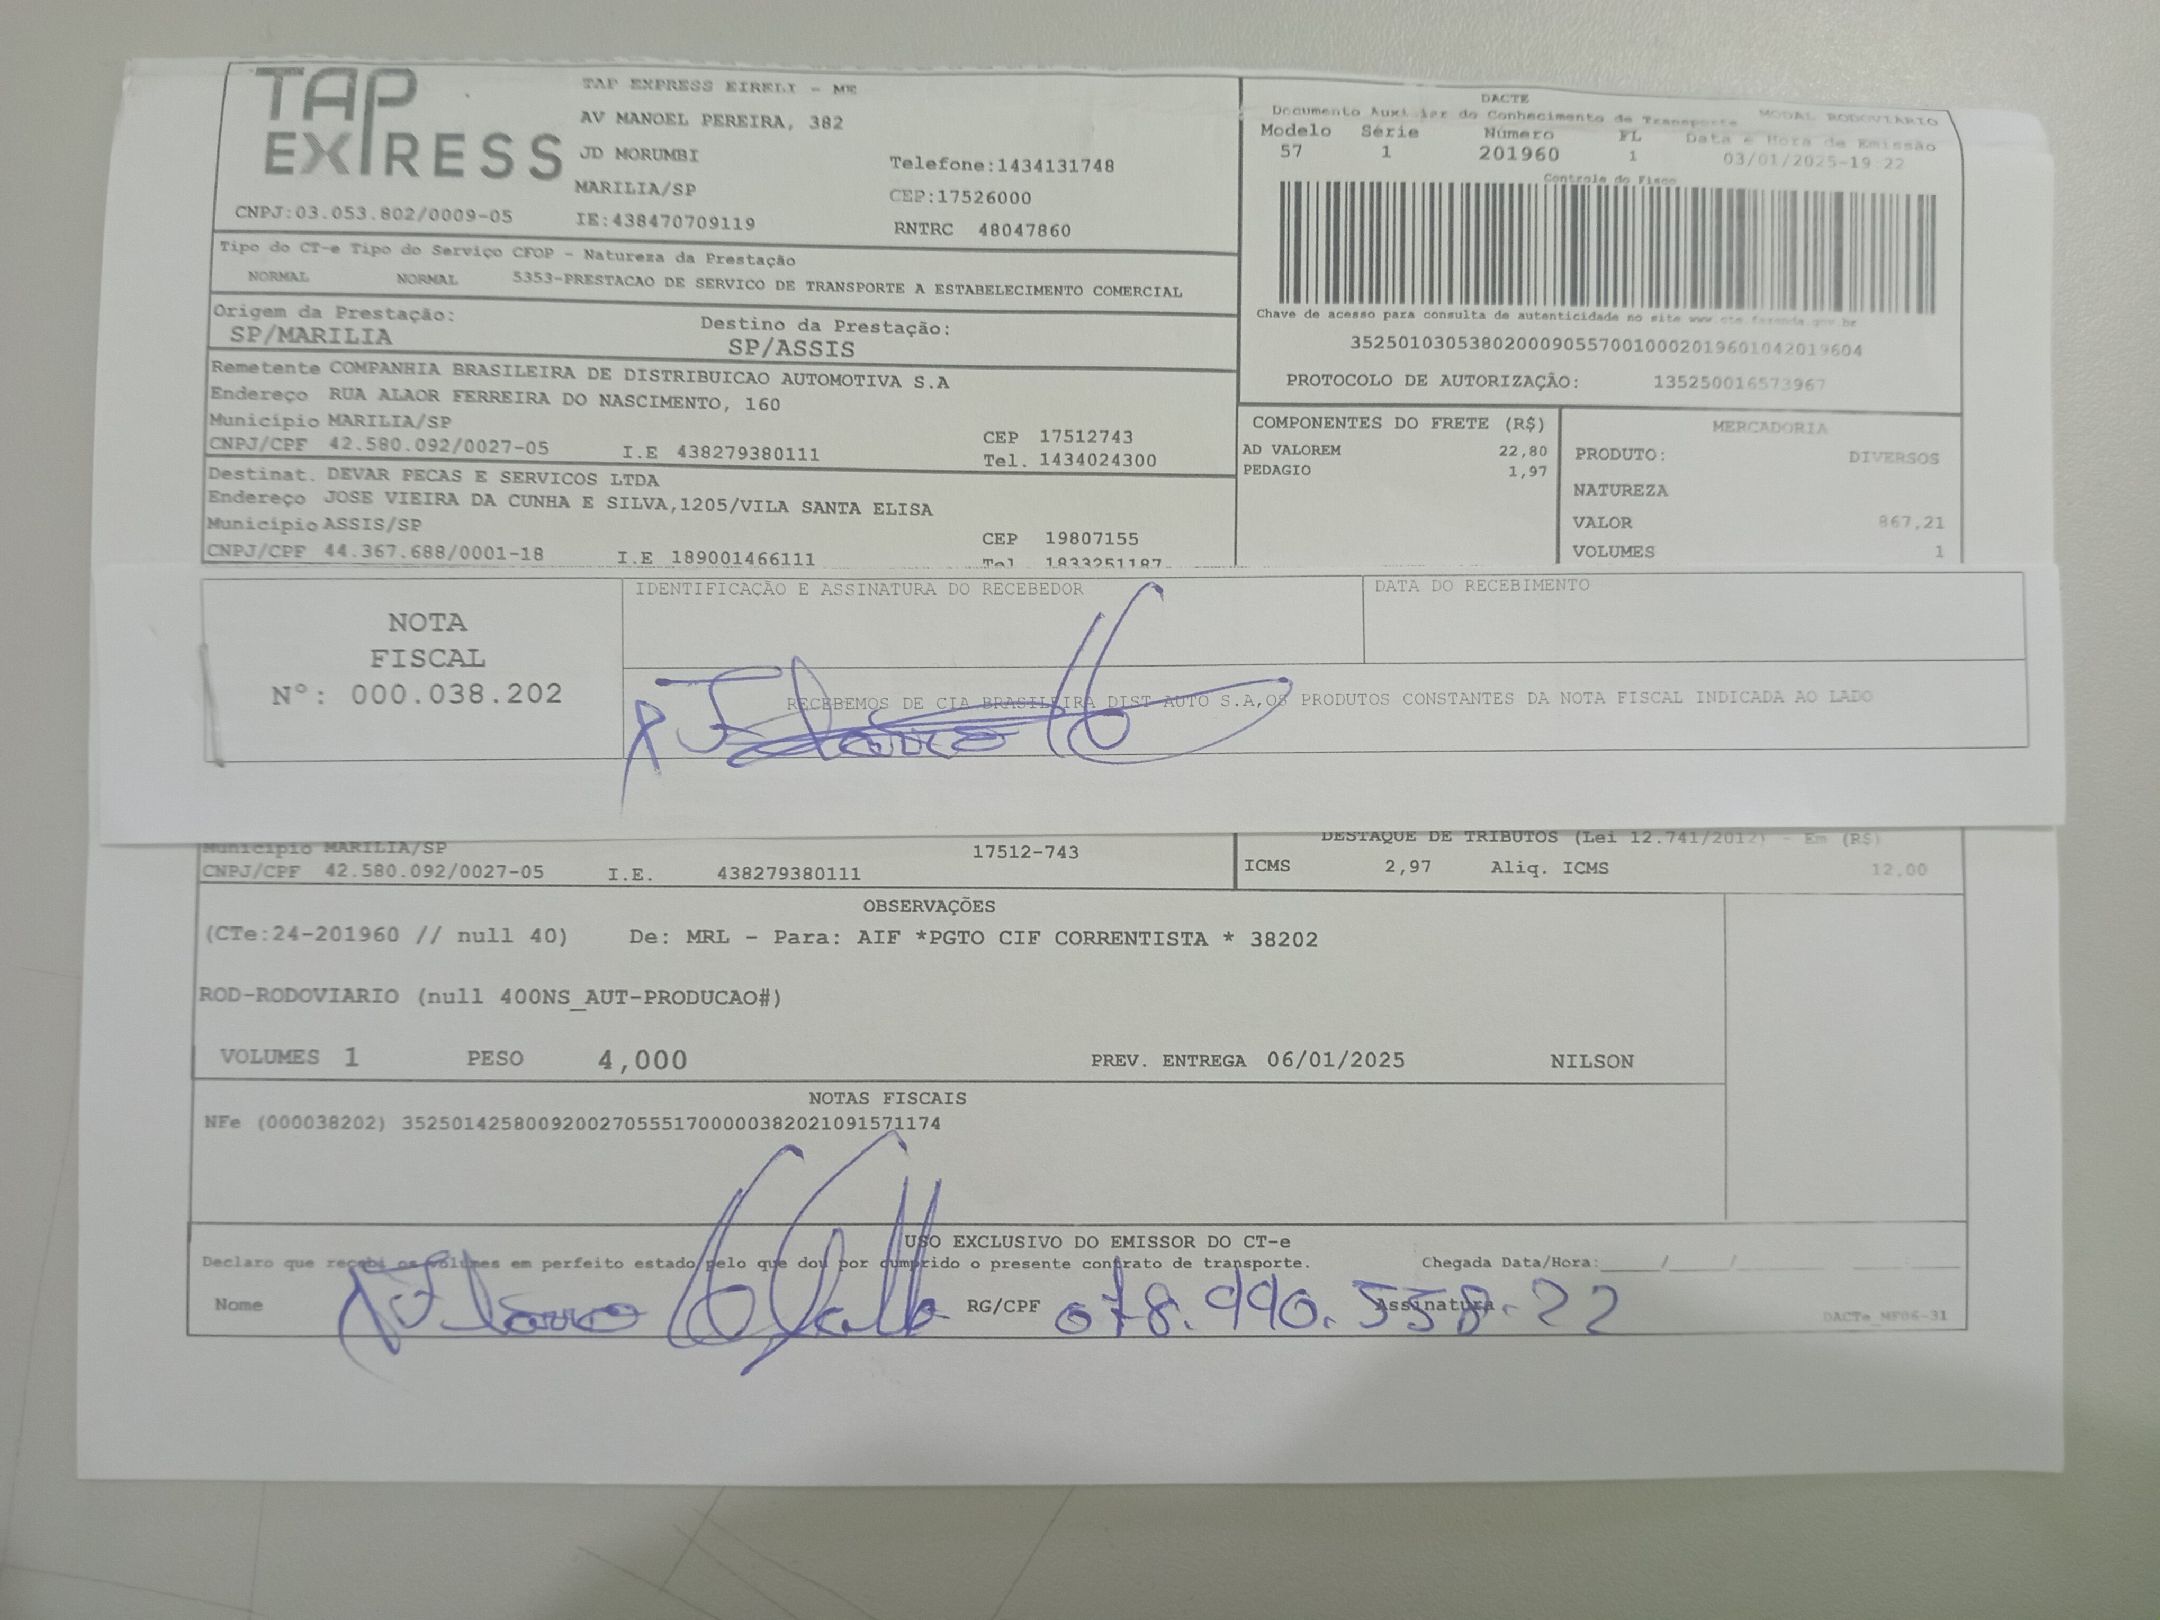 TAP EXPRESS
TAP EXPRESS EIRELI - ME
AV MANOEL PEREIRA, 382
JD MORUMBI
Telefone:1434131748
MARILIA/SP
CEP:17526000
CNPJ:03.053.802/0009-05
IE:438470709119
RNTRC 48047860
DACTE
Documento Auxiliar do Conhecimento de Transporte MODAL RODOVIARIO
Modelo Série Número FL Data e Hora de Emissão
57 1 201960 1 03/01/2025-19:22
Controle do Fisco
Chave de acesso para consulta de autenticidade no site www.cte.fazenda.gov.br
35250103053802000905570010002019601042019604
PROTOCOLO DE AUTORIZAÇÃO: 135250016573967
Tipo do CT-e Tipo do Serviço CFOP - Natureza da Prestação
NORMAL NORMAL 5353-PRESTACAO DE SERVICO DE TRANSPORTE A ESTABELECIMENTO COMERCIAL
Origem da Prestação: Destino da Prestação:
SP/MARILIA SP/ASSIS
Remetente COMPANHIA BRASILEIRA DE DISTRIBUICAO AUTOMOTIVA S.A
Endereço RUA ALAOR FERREIRA DO NASCIMENTO, 160
Município MARILIA/SP CEP 17512743
CNPJ/CPF 42.580.092/0027-05 I.E 438279380111 Tel. 1434024300
Destinat. DEVAR PECAS E SERVICOS LTDA
Endereço JOSE VIEIRA DA CUNHA E SILVA,1205/VILA SANTA ELISA
Município ASSIS/SP CEP 19807155
CNPJ/CPF 44.367.688/0001-18 I.E 189001466111 Tel 1833251187
COMPONENTES DO FRETE (R$)
AD VALOREM 22,80
PEDAGIO 1,97
MERCADORIA
PRODUTO: DIVERSOS
NATUREZA
VALOR 867,21
VOLUMES 1
NOTA
FISCAL
N°: 000.038.202
IDENTIFICAÇÃO E ASSINATURA DO RECEBEDOR
DATA DO RECEBIMENTO
RECEBEMOS DE CIA BRASILEIRA DIST AUTO S.A,OS PRODUTOS CONSTANTES DA NOTA FISCAL INDICADA AO LADO
Município MARILIA/SP 17512-743
CNPJ/CPF 42.580.092/0027-05 I.E. 438279380111
DESTAQUE DE TRIBUTOS (Lei 12.741/2012) - Em (R$)
ICMS 2,97 Aliq. ICMS 12,00
OBSERVAÇÕES
(CTe:24-201960 // null 40) De: MRL - Para: AIF *PGTO CIF CORRENTISTA * 38202
ROD-RODOVIARIO (null 400NS_AUT-PRODUCAO#)
VOLUMES 1 PESO 4,000 PREV. ENTREGA 06/01/2025 NILSON
NOTAS FISCAIS
NFe (000038202) 35250142580092002705551700000382021091571174
USO EXCLUSIVO DO EMISSOR DO CT-e
Declaro que recebi os volumes em perfeito estado pelo que dou por cumprido o presente contrato de transporte. Chegada Data/Hora:____/____/____ ____:____
Nome RG/CPF 078.990.558-22 Assinatura
DACTe_MF06-31